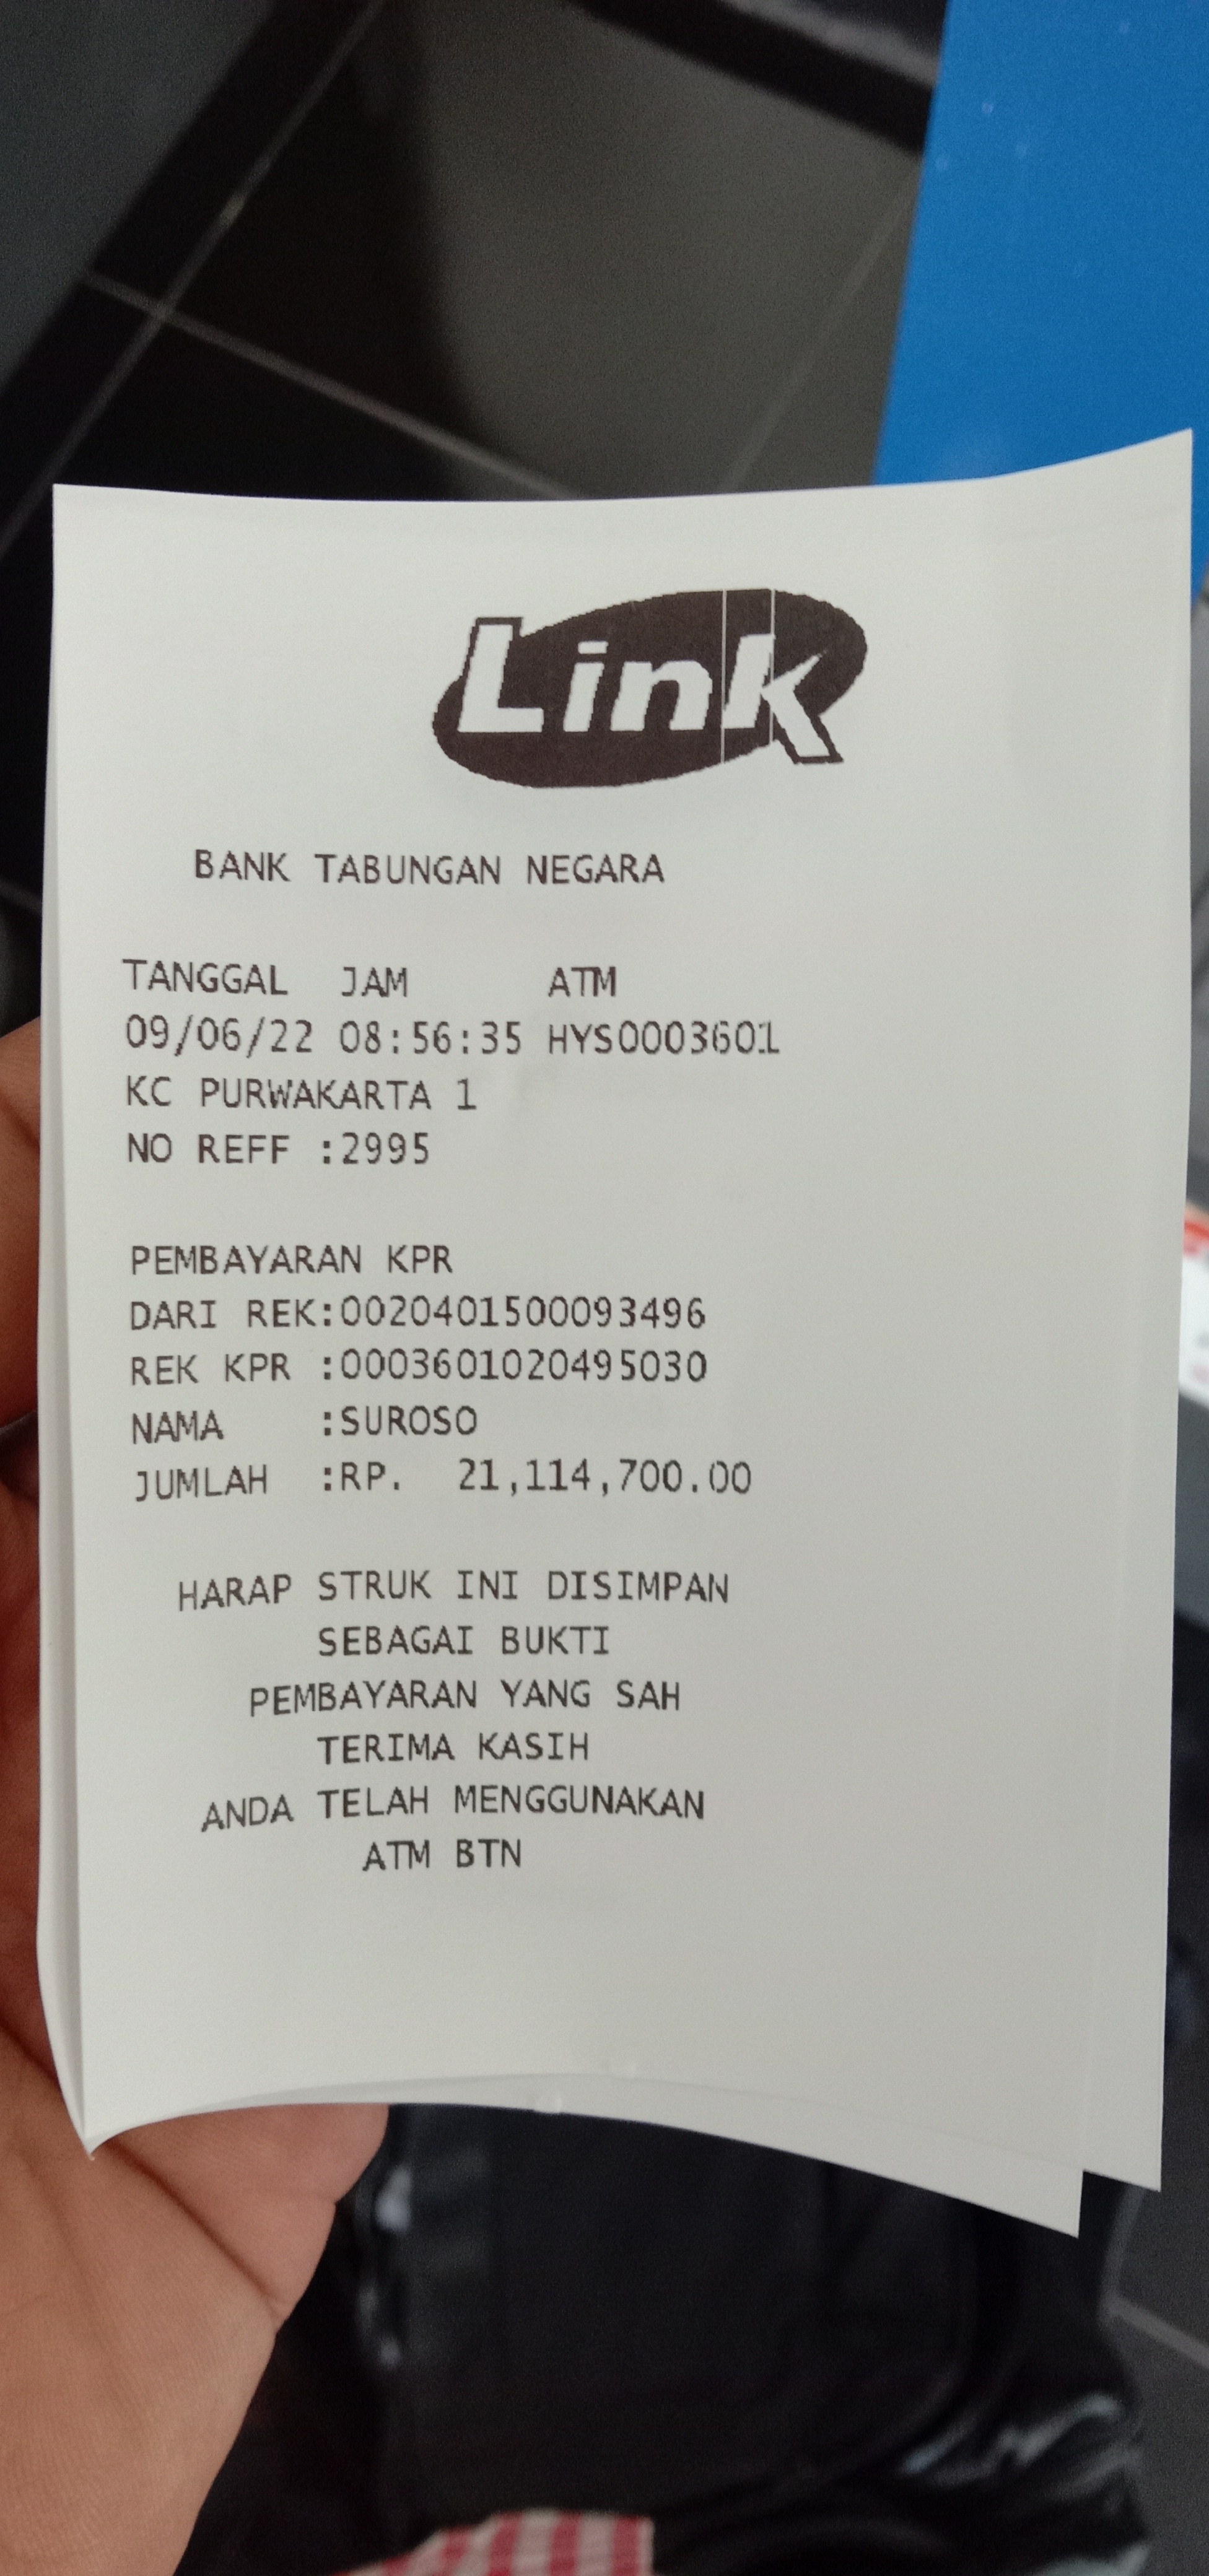 Link
BANK TABUNGAN NEGARA
TANGGAL JAM ATM
09/06/22 08:56:35 HYS0003601
KC PURWAKARTA 1
NO REFF :2995
PEMBAYARAN KPR
DARI REK:0020401500093496
REK KPR :0003601020495030
NAMA :SUROSO
JUMLAH :RP. 21,114,700.00
HARAP STRUK INI DISIMPAN
SEBAGAI BUKTI
PEMBAYARAN YANG SAH
TERIMA KASIH
ANDA TELAH MENGGUNAKAN
ATM BTN